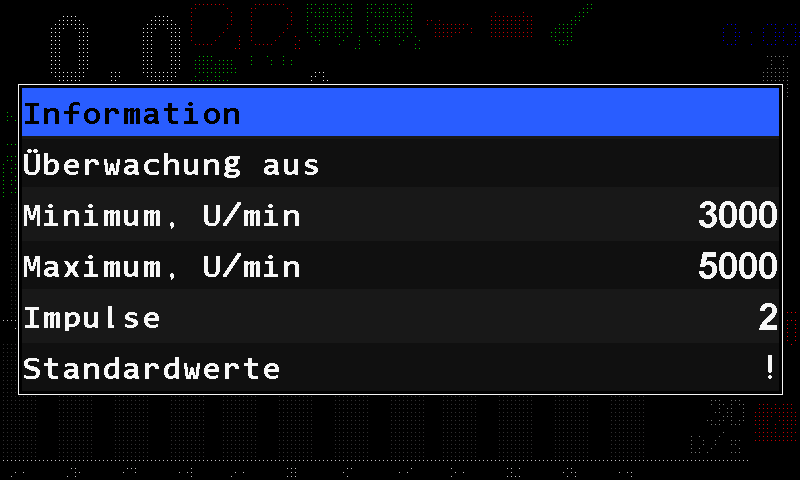 Information
Überwachung aus
Minimum, U/min 3000
Maximum, U/min 5000
Impulse 2
Standardwerte !